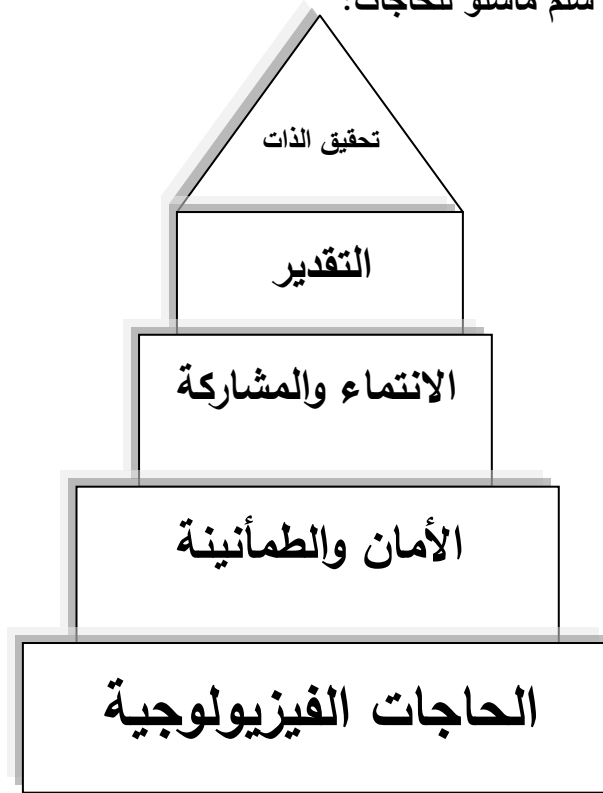 سلم ماسلو للحاجات:
تحقيق الذات
التقدير
الانتماء والمشاركة
الأمان والطمأنينة
الحاجات الفيزيولوجية